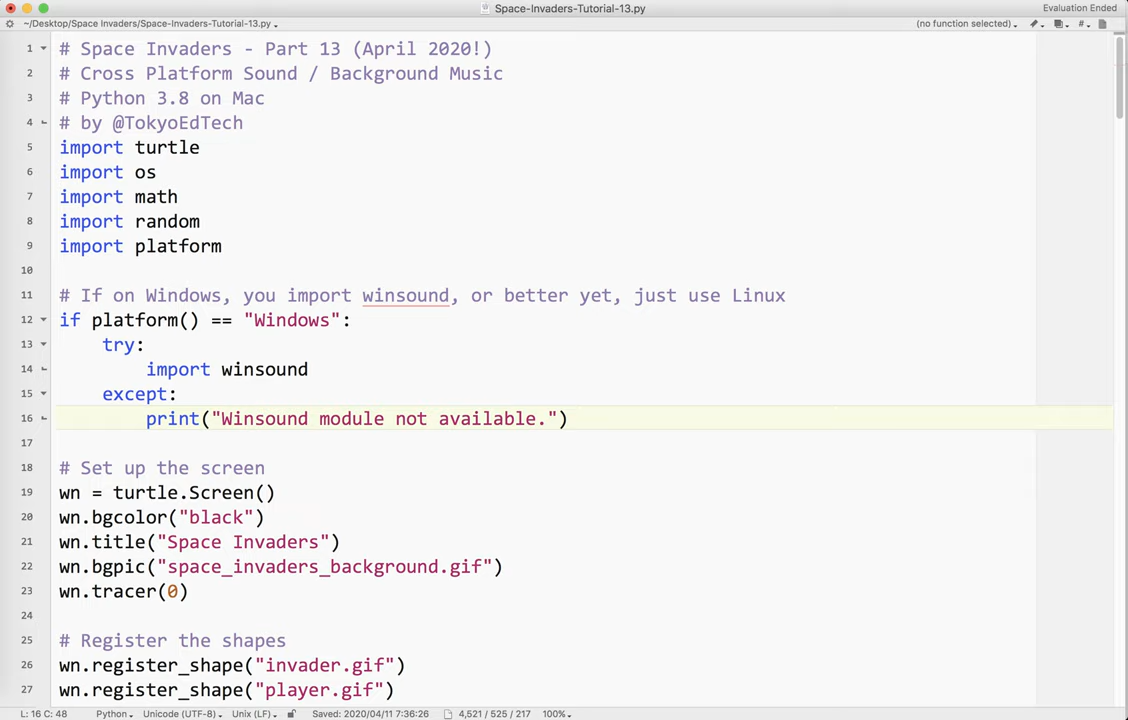 Space-Invaders-Tutorial-13.py
Evaluation Ended
~/Desktop/Space Invaders/Space-Invaders-Tutorial-13.py
(no function selected)
1 # Space Invaders - Part 13 (April 2020!)
2 # Cross Platform Sound / Background Music
3 # Python 3.8 on Mac
4 # by @TokyoEdTech
5 import turtle
6 import os
7 import math
8 import random
9 import platform
10
11 # If on Windows, you import winsound, or better yet, just use Linux
12 if platform() == "Windows":
13 try:
14 import winsound
15 except:
16 print("Winsound module not available.")
17
18 # Set up the screen
19 wn = turtle.Screen()
20 wn.bgcolor("black")
21 wn.title("Space Invaders")
22 wn.bgpic("space_invaders_background.gif")
23 wn.tracer(0)
24
25 # Register the shapes
26 wn.register_shape("invader.gif")
27 wn.register_shape("player.gif")
L: 16 C: 48 Python Unicode (UTF-8) Unix (LF) Saved: 2020/04/11 7:36:26 4,521 / 525 / 217 100%